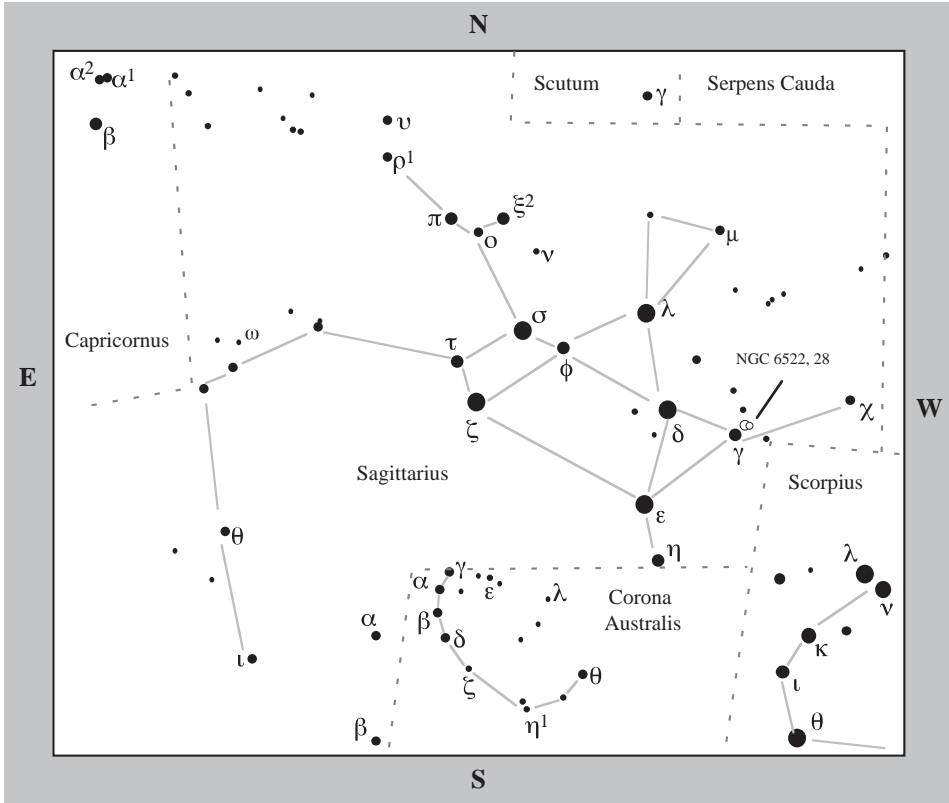 N
α² α¹
Scutum
γ
Serpens Cauda
β
υ
ρ¹
ξ²
π
ο
ν
μ
λ
σ
ω
Capricornus
τ
ϕ
NGC 6522, 28
E
W
ζ
δ
χ
γ
Sagittarius
Scorpius
ε
θ
η
λ
γ
α
ε
λ
Corona
Australis
ν
α
β
δ
κ
ι
ζ
θ
ι
β
η¹
θ
S